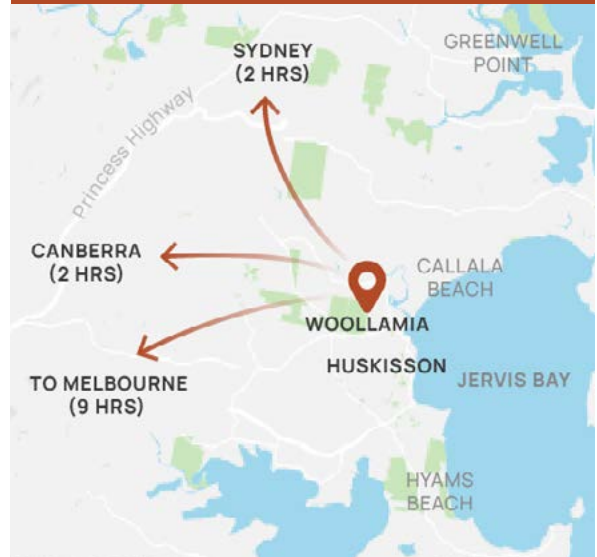 SYDNEY
(2 HRS)
GREENWELL
POINT
Princess Highway
CANBERRA
(2 HRS)
CALLALA
BEACH
WOOLLAMIA
HUSKISSON
JERVIS BAY
TO MELBOURNE
(9 HRS)
HYAMS
BEACH